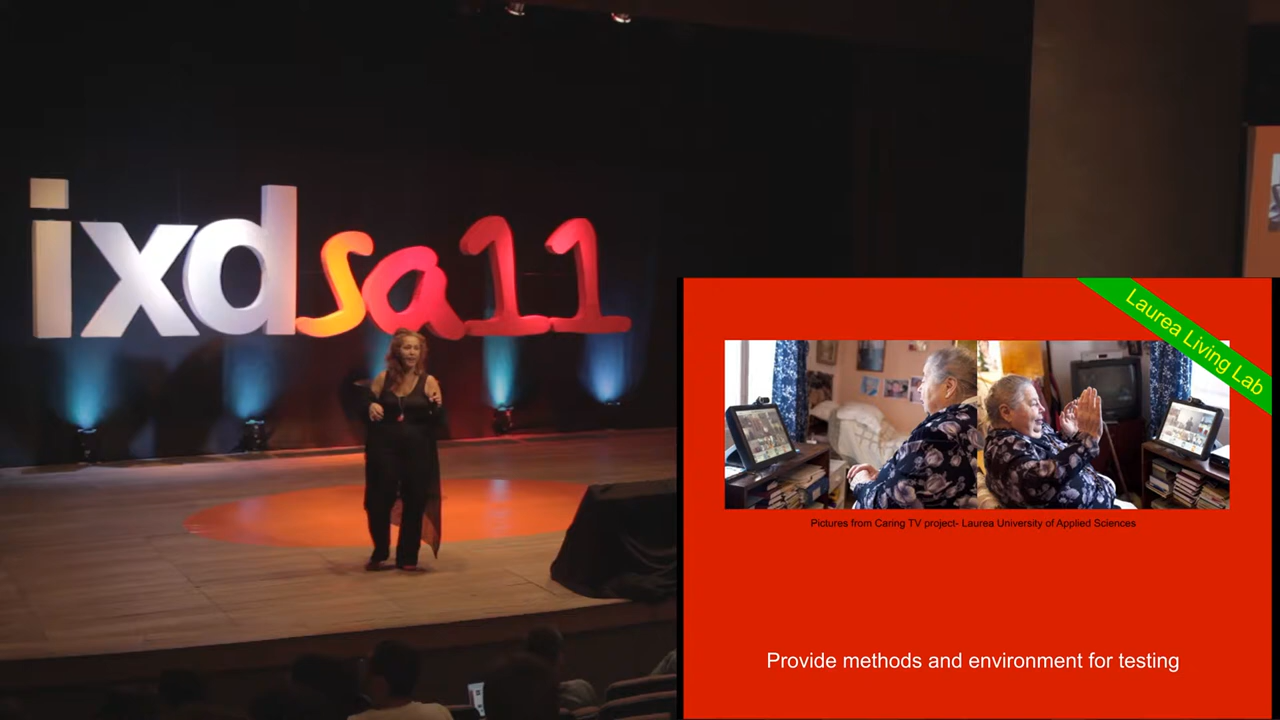 ixdsa11
Laurea Living Lab
Pictures from Caring TV project- Laurea University of Applied Sciences
Provide methods and environment for testing